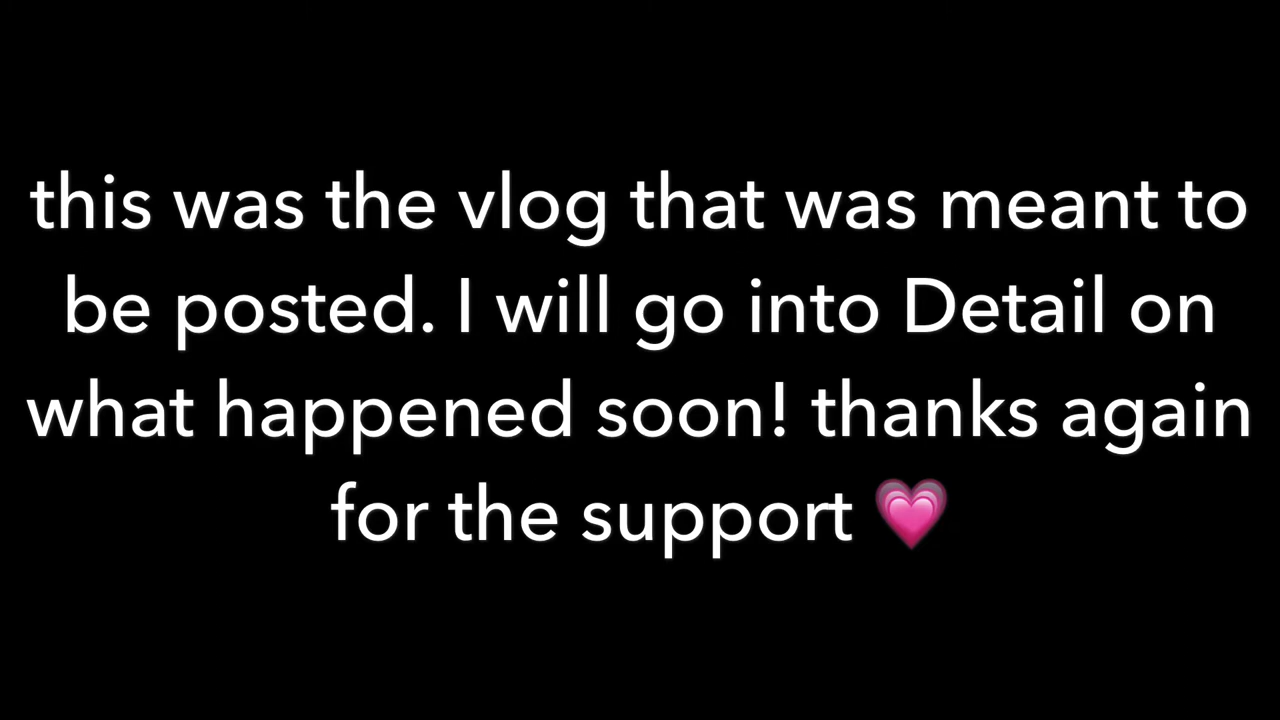 this was the vlog that was meant to
be posted. I will go into Detail on
what happened soon! thanks again
for the support 💗